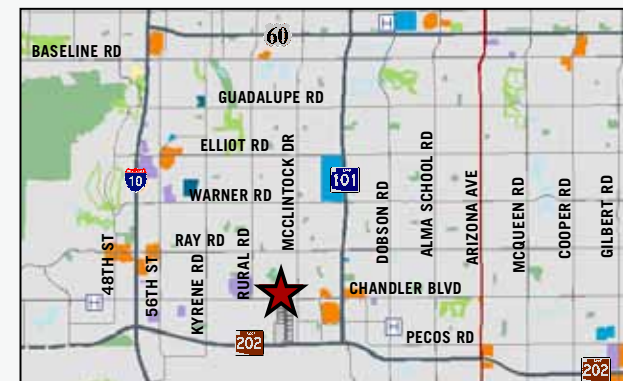 60
BASELINE RD
GUADALUPE RD
ELLIOT RD
MCCLINTOCK DR
10
101
WARNER RD
DOBSON RD
ALMA SCHOOL RD
ARIZONA AVE
MCQUEEN RD
COOPER RD
GILBERT RD
RAY RD
48TH ST
56TH ST
KYRENE RD
RURAL RD
CHANDLER BLVD
H
H
H
PECOS RD
202
202